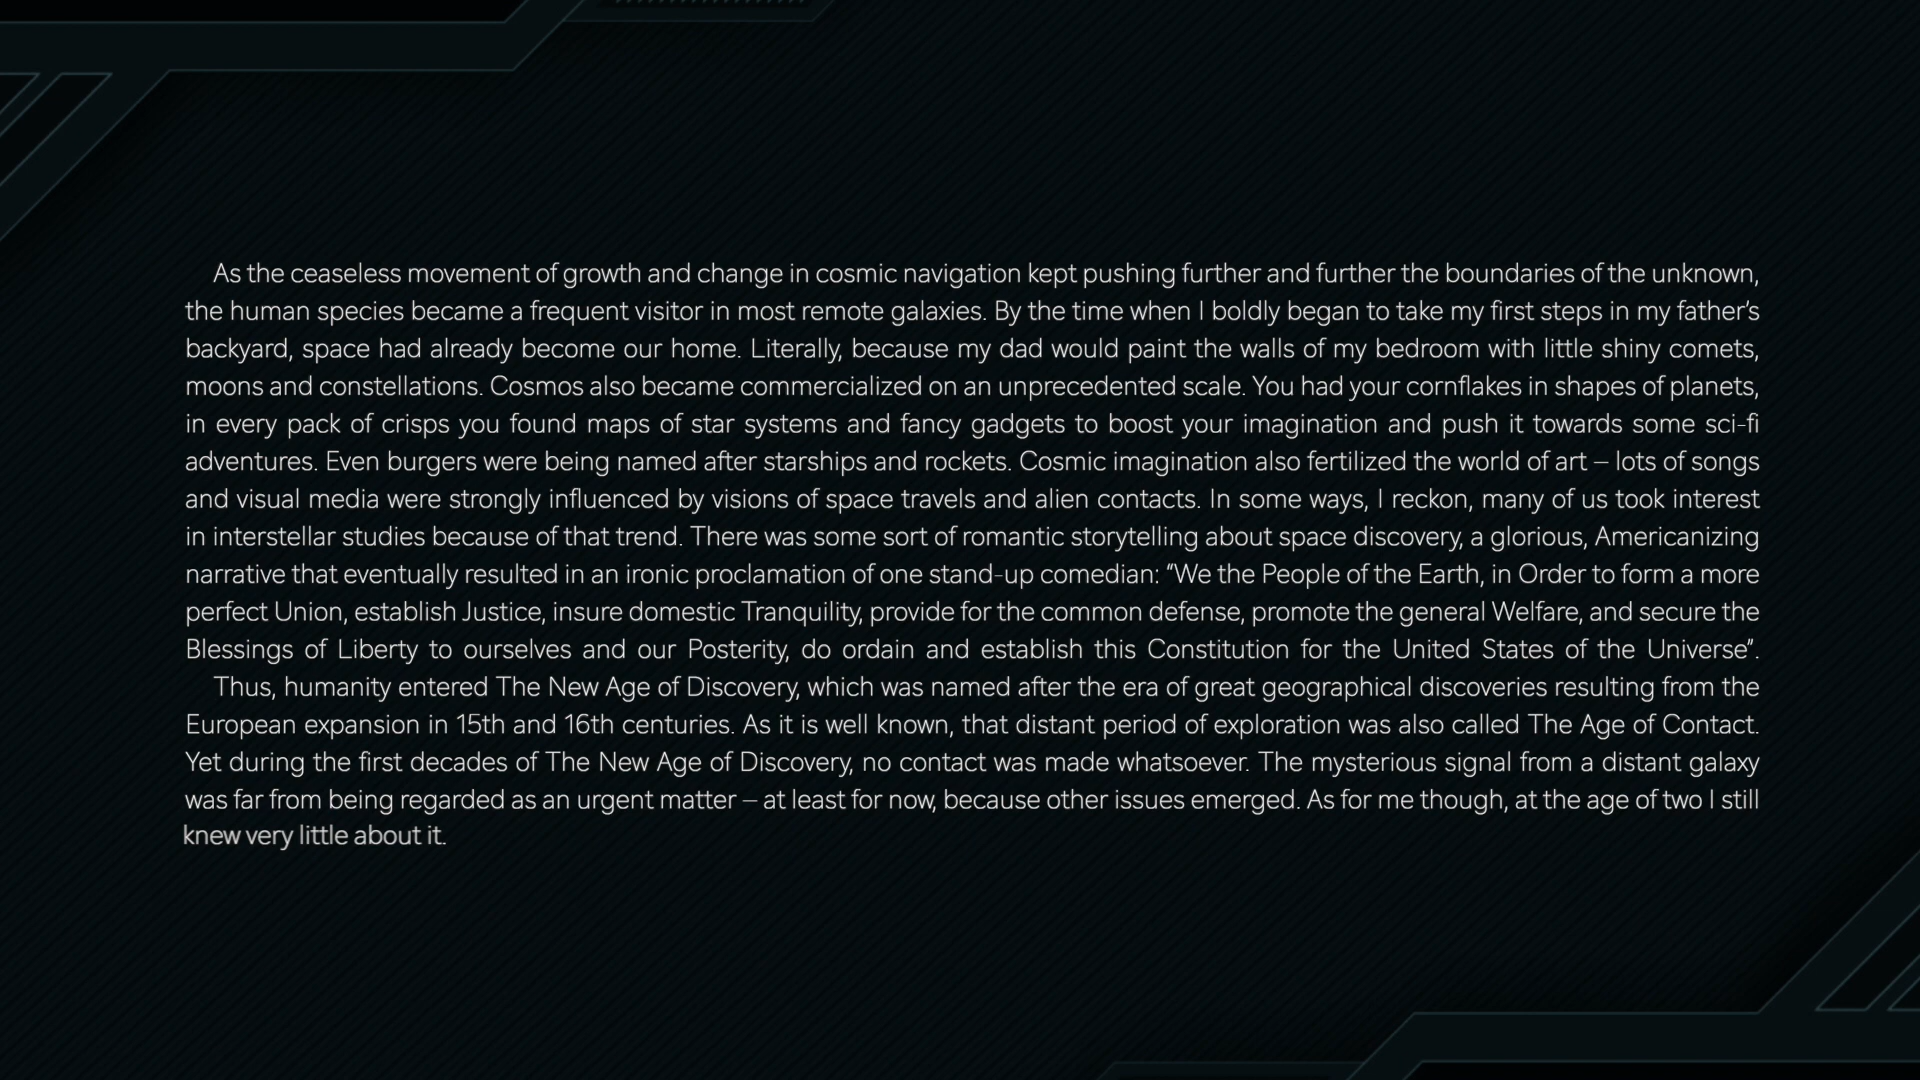 As the ceaseless movement of growth and change in cosmic navigation kept pushing further and further the boundaries of the unknown,
the human species became a frequent visitor in most remote galaxies. By the time when I boldly began to take my first steps in my father’s
backyard, space had already become our home. Literally, because my dad would paint the walls of my bedroom with little shiny comets,
moons and constellations. Cosmos also became commercialized on an unprecedented scale. You had your cornflakes in shapes of planets,
in every pack of crisps you found maps of star systems and fancy gadgets to boost your imagination and push it towards some sci-fi
adventures. Even burgers were being named after starships and rockets. Cosmic imagination also fertilized the world of art – lots of songs
and visual media were strongly influenced by visions of space travels and alien contacts. In some ways, I reckon, many of us took interest
in interstellar studies because of that trend. There was some sort of romantic storytelling about space discovery, a glorious, Americanizing
narrative that eventually resulted in an ironic proclamation of one stand-up comedian: “We the People of the Earth, in Order to form a more
perfect Union, establish Justice, insure domestic Tranquility, provide for the common defense, promote the general Welfare, and secure the
Blessings of Liberty to ourselves and our Posterity, do ordain and establish this Constitution for the United States of the Universe”.
Thus, humanity entered The New Age of Discovery, which was named after the era of great geographical discoveries resulting from the
European expansion in 15th and 16th centuries. As it is well known, that distant period of exploration was also called The Age of Contact.
Yet during the first decades of The New Age of Discovery, no contact was made whatsoever. The mysterious signal from a distant galaxy
was far from being regarded as an urgent matter – at least for now, because other issues emerged. As for me though, at the age of two I still
knew very little about it.